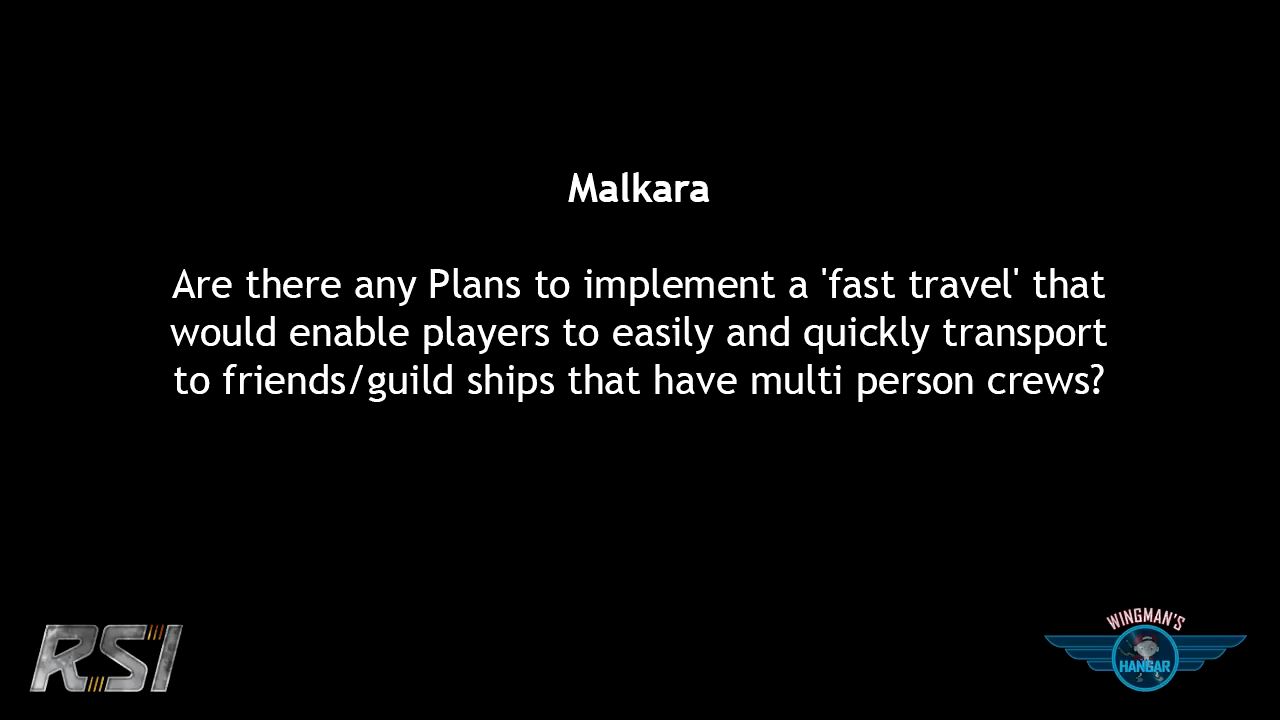 Malkara
Are there any Plans to implement a 'fast travel' that
would enable players to easily and quickly transport
to friends/guild ships that have multi person crews?
RSI
WINGMAN'S
HANGAR